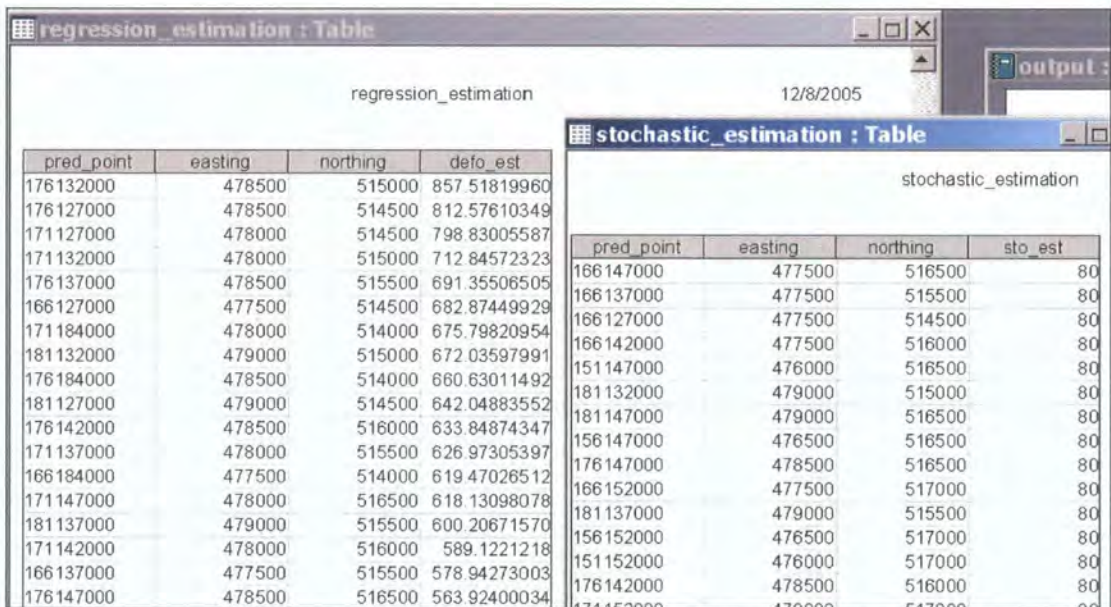 regression_estimation : Table
output :
regression_estimation 12/8/2005
pred_point easting northing defo_est
176132000 478500 515000 857.51819960
176127000 478500 514500 812.57610349
171127000 478000 514500 798.83005587
171132000 478000 515000 712.84572323
176137000 478500 515500 691.35506505
166127000 477500 514500 682.87449929
171184000 478000 514000 675.79820954
181132000 479000 515000 672.03597991
176184000 478500 514000 660.63011492
181127000 479000 514500 642.04883552
176142000 478500 516000 633.84874347
171137000 478000 515500 626.97305397
166184000 477500 514000 619.47026512
171147000 478000 516500 618.13098078
181137000 479000 515500 600.20671570
171142000 478000 516000 589.1221218
166137000 477500 515500 578.94273003
176147000 478500 516500 563.92400034
stochastic_estimation : Table
stochastic_estimation
pred_point easting northing sto_est
166147000 477500 516500 80
166137000 477500 515500 80
166127000 477500 514500 80
166142000 477500 516000 80
151147000 476000 516500 80
181132000 479000 515000 80
181147000 479000 516500 80
156147000 476500 516500 80
176147000 478500 516500 80
166152000 477500 517000 80
181137000 479000 515500 80
156152000 476500 517000 80
151152000 476000 517000 80
176142000 478500 516000 80